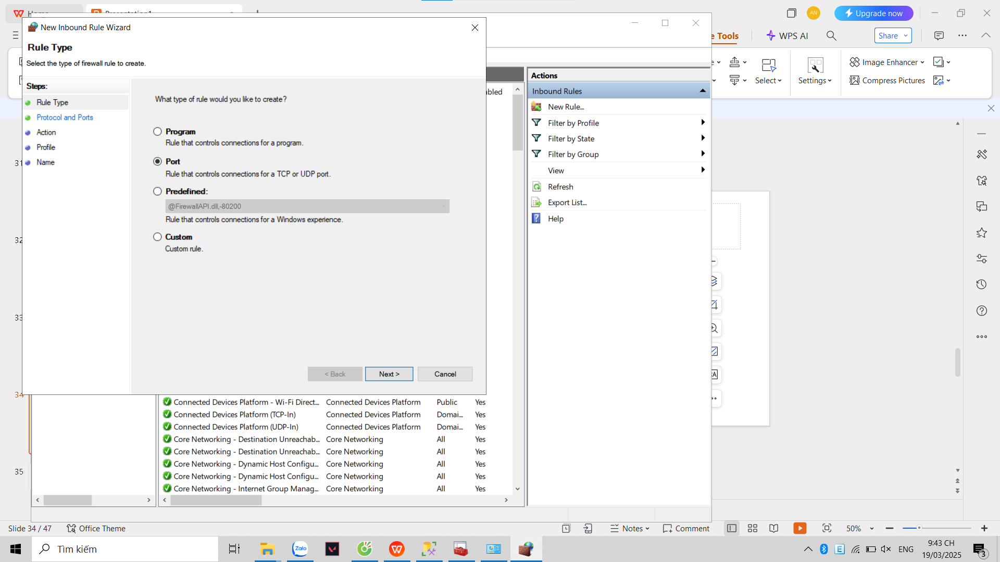 Home
Presentation1
AN
Upgrade now
New Inbound Rule Wizard
e Tools
WPS AI
Share
Rule Type
Select the type of firewall rule to create.
Image Enhancer
Select
Settings
Compress Pictures
Steps:
Rule Type
Protocol and Ports
Action
Profile
Name
What type of rule would you like to create?
Program
Rule that controls connections for a program.
Port
Rule that controls connections for a TCP or UDP port.
Predefined:
@FirewallAPI.dll,-80200
Rule that controls connections for a Windows experience.
Custom
Custom rule.
< Back
Next >
Cancel
bled
Actions
Inbound Rules
New Rule...
Filter by Profile
Filter by State
Filter by Group
View
Refresh
Export List...
Help
31
32
33
34
35
Connected Devices Platform - Wi-Fi Direct... Connected Devices Platform Public Yes
Connected Devices Platform (TCP-In) Connected Devices Platform Domai... Yes
Connected Devices Platform (UDP-In) Connected Devices Platform Domai... Yes
Core Networking - Destination Unreachab... Core Networking All Yes
Core Networking - Destination Unreachab... Core Networking All Yes
Core Networking - Dynamic Host Configu... Core Networking All Yes
Core Networking - Dynamic Host Configu... Core Networking All Yes
Core Networking - Internet Group Manag... Core Networking All Yes
Slide 34 / 47
Office Theme
Notes
Comment
50%
Tìm kiếm
Zalo
ENG
9:43 CH
19/03/2025
3